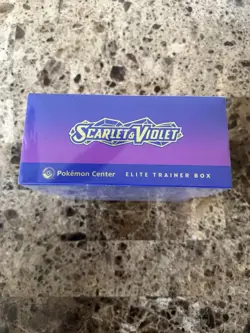 SCARLET & VIOLET
Pokémon Center ELITE TRAINER BOX